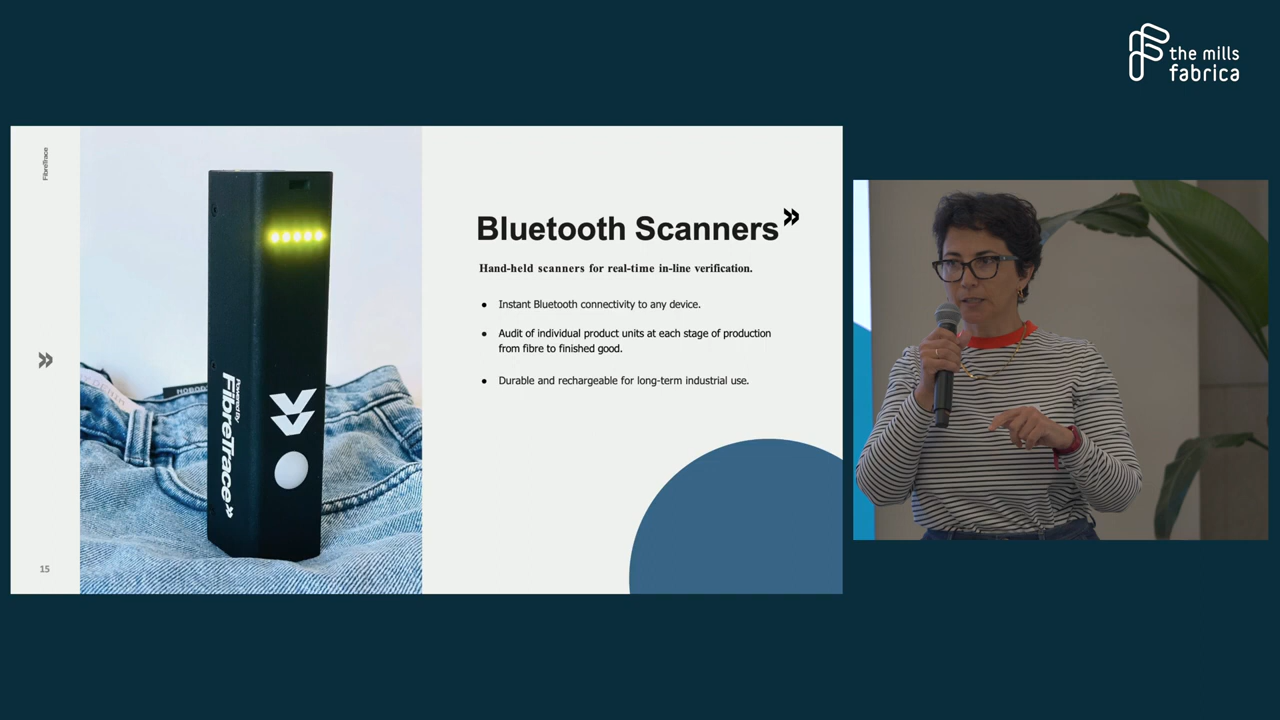 the mills
fabrica
FibreTrace
Bluetooth Scanners
Hand-held scanners for real-time in-line verification.
● Instant Bluetooth connectivity to any device.
● Audit of individual product units at each stage of production
from fibre to finished good.
● Durable and rechargeable for long-term industrial use.
Powered By
FibreTrace
15